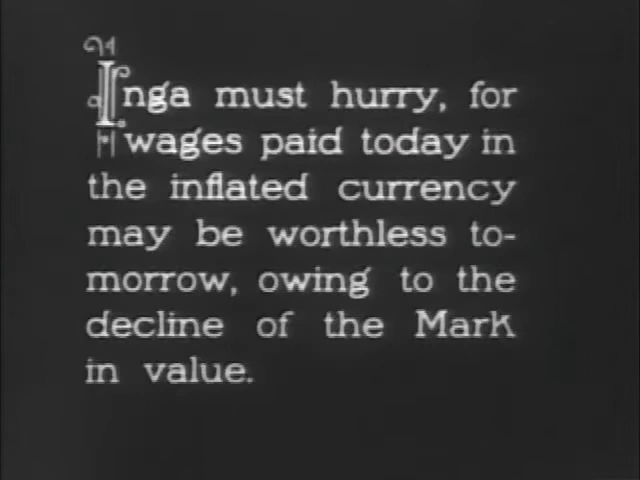 Inga must hurry, for
wages paid today in
the inflated currency
may be worthless to-
morrow, owing to the
decline of the Mark
in value.